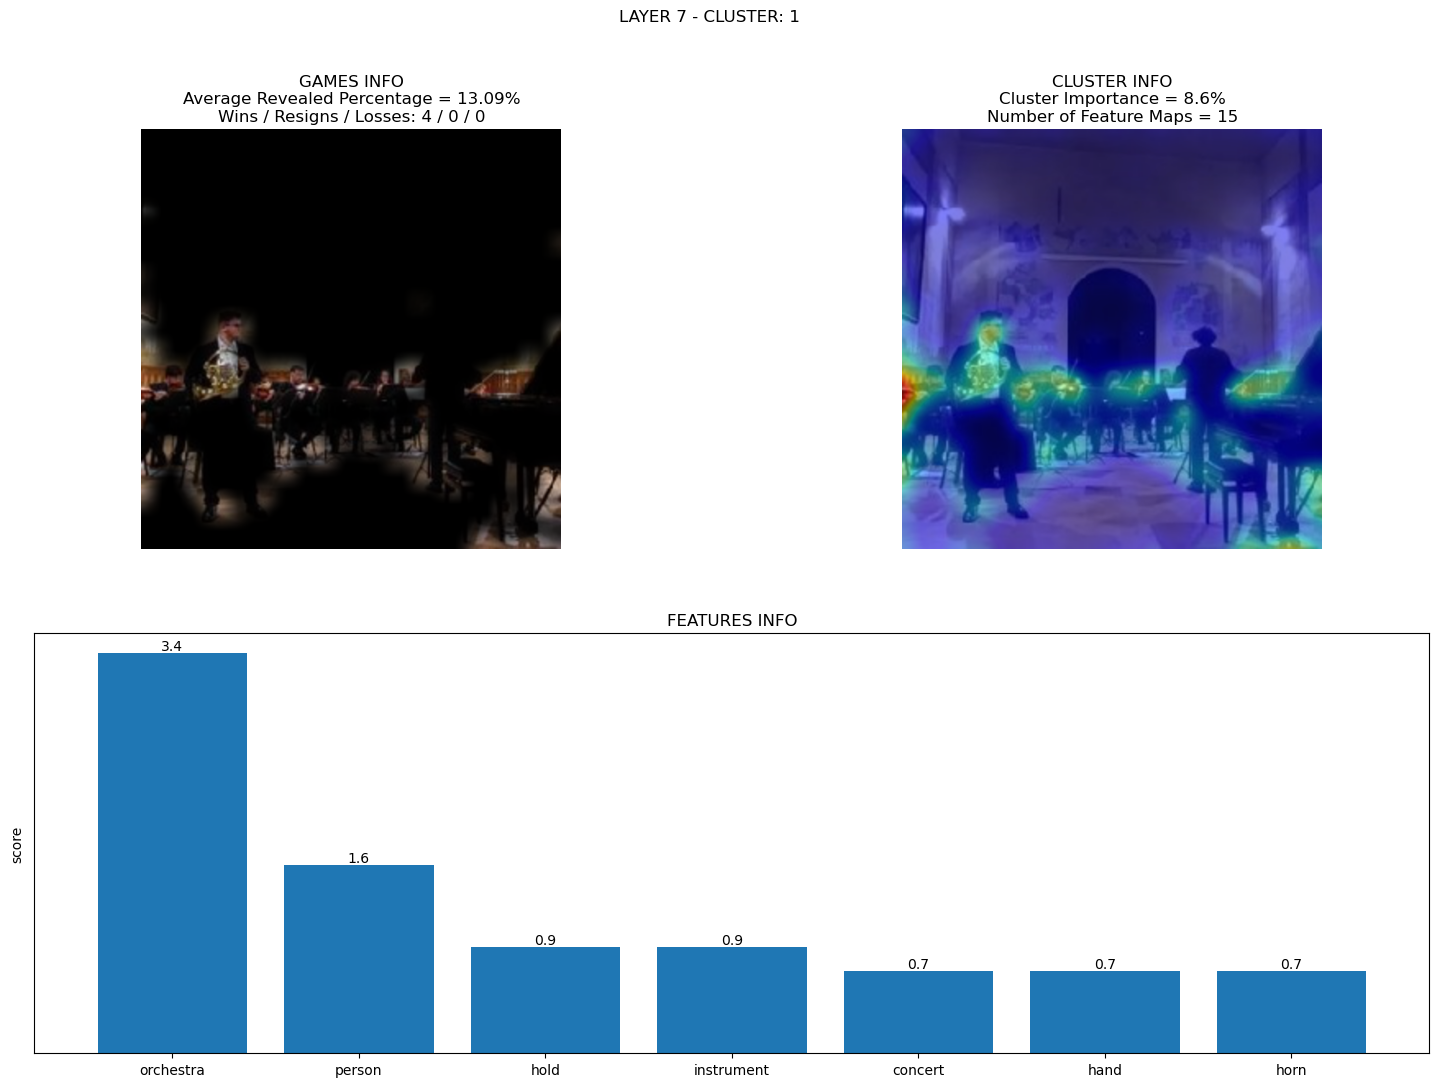 LAYER 7 - CLUSTER: 1
GAMES INFO
Average Revealed Percentage = 13.09%
Wins / Resigns / Losses: 4 / 0 / 0
CLUSTER INFO
Cluster Importance = 8.6%
Number of Feature Maps = 15
FEATURES INFO
score
3.4
1.6
0.9
0.9
0.7
0.7
0.7
orchestra
person
hold
instrument
concert
hand
horn